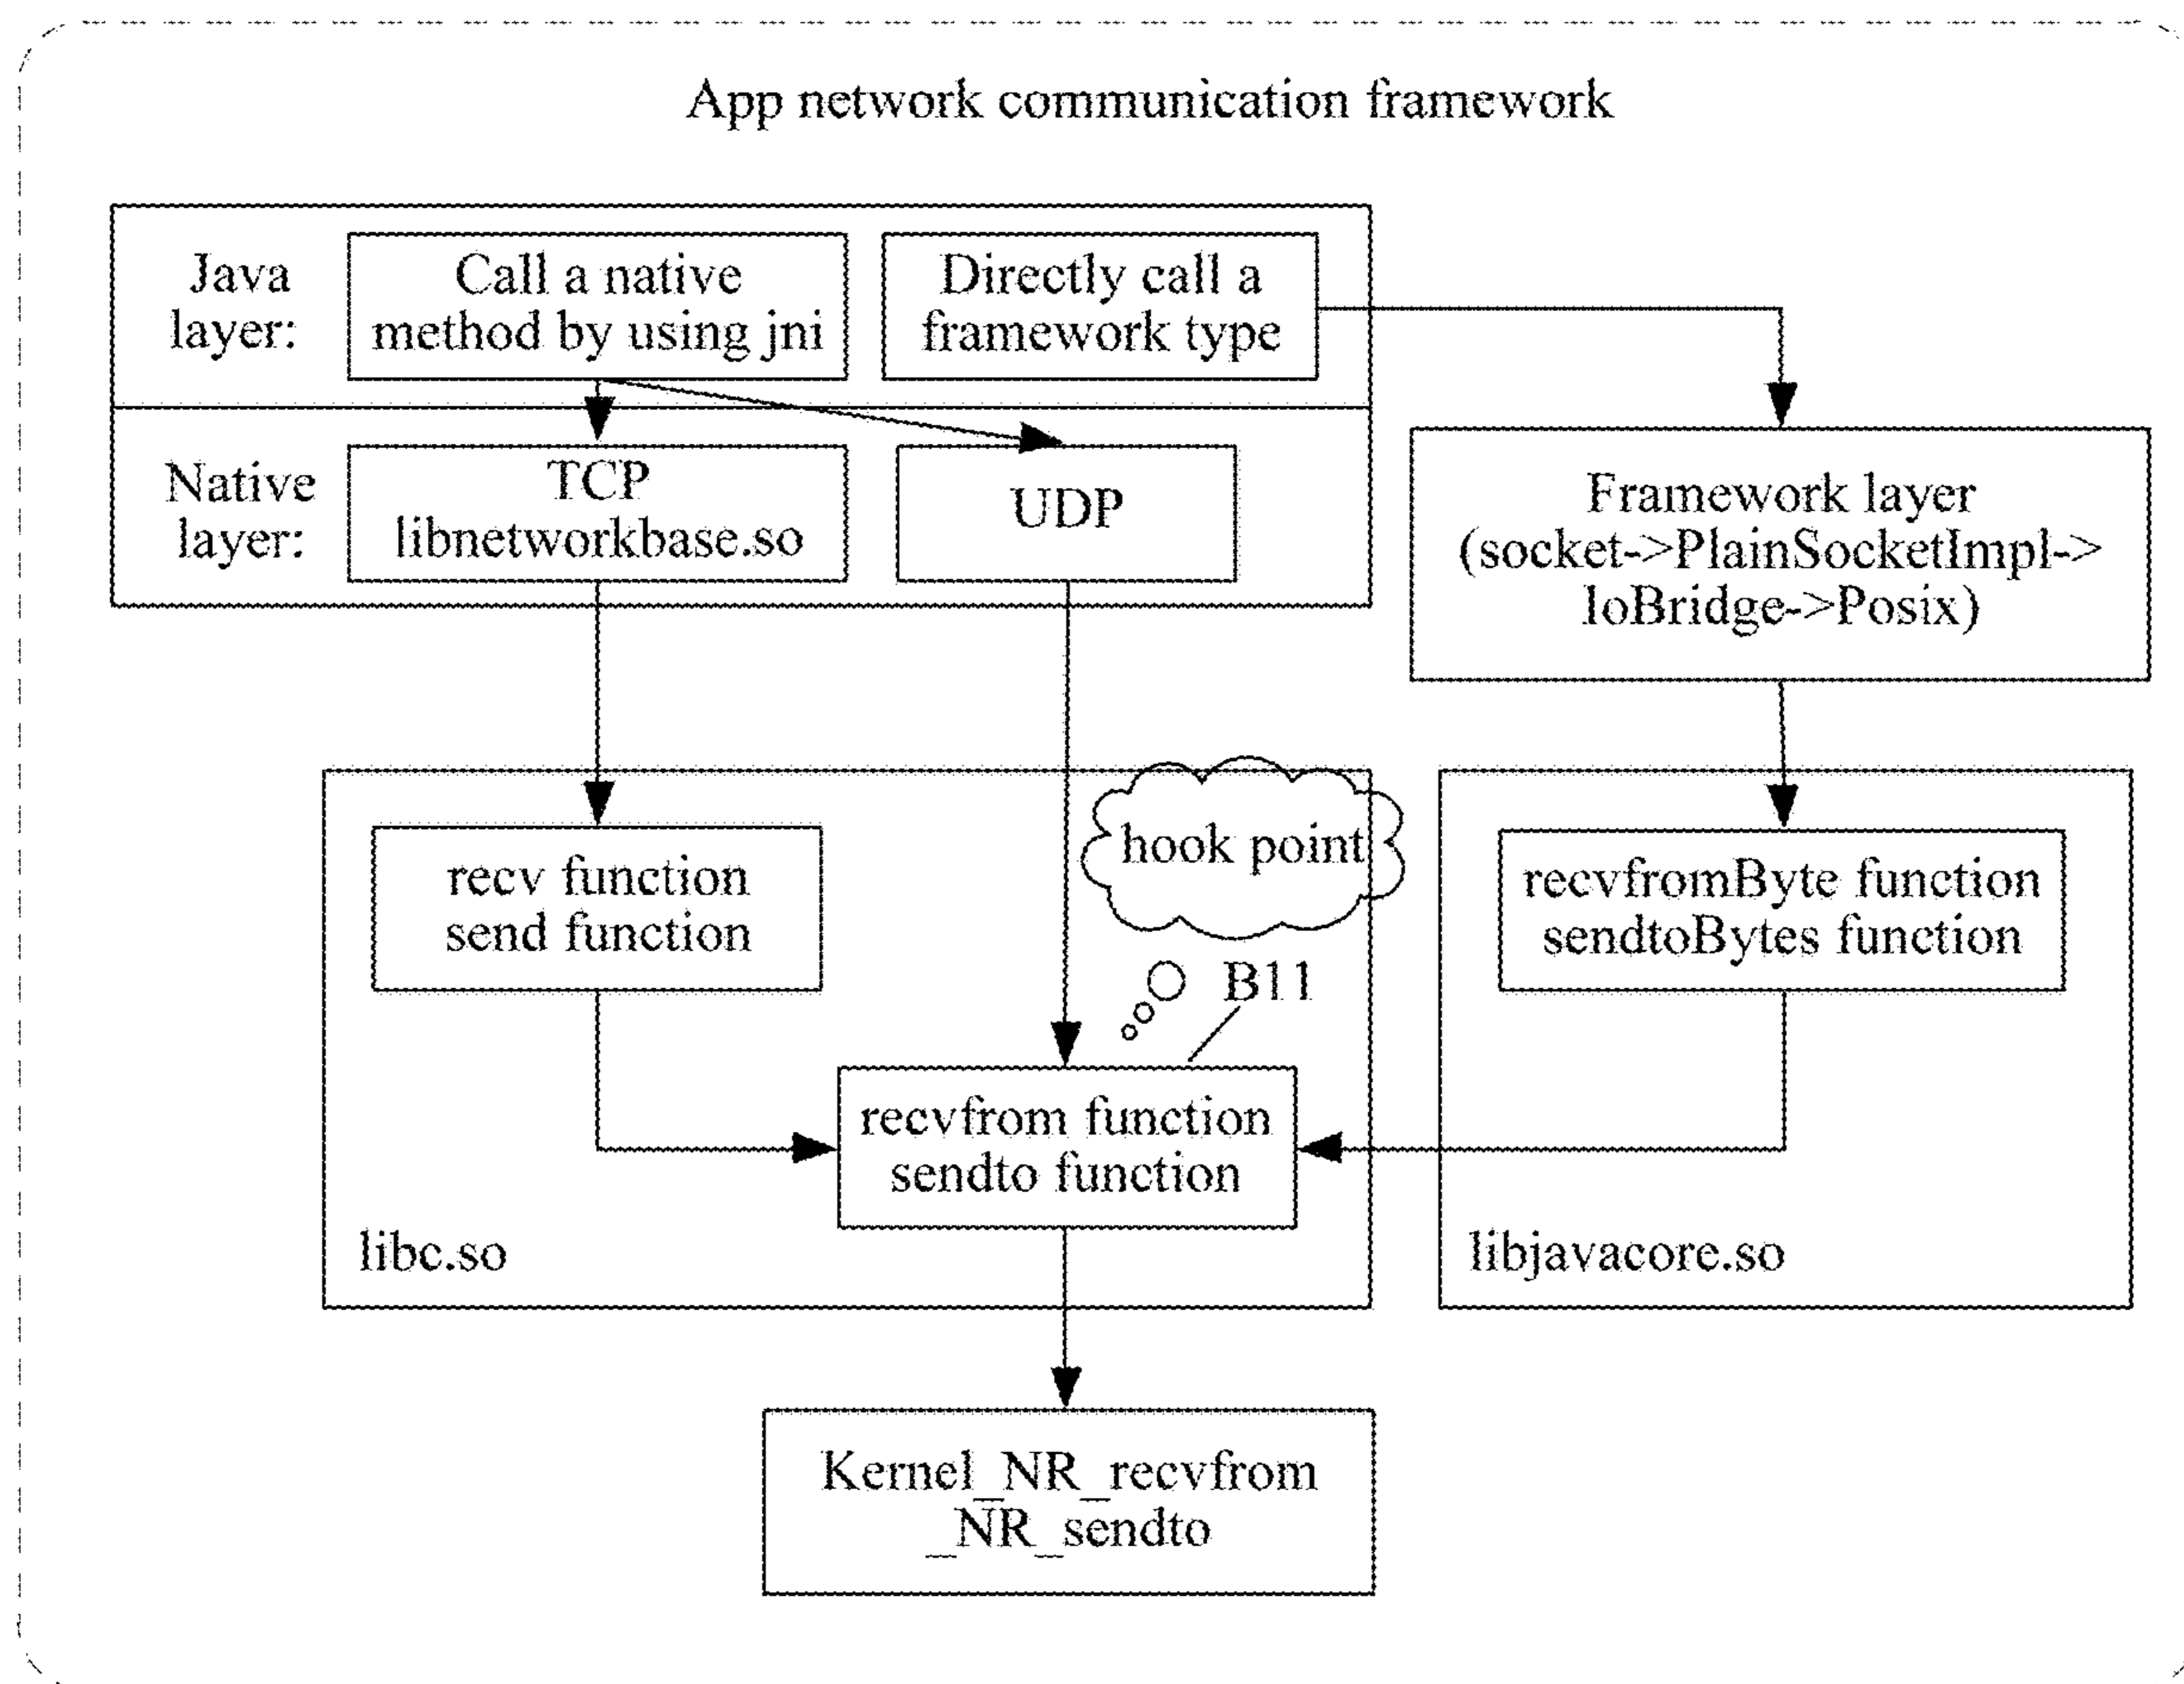 App network communication framework
Java
layer:
Call a native
method by using jni
Directly call a
framework type
Native
layer:
TCP
libnetworkbase.so
UDP
Framework layer
(socket->PlainSocketImpl->
loBridge->Posix)
hook point
recv function
send function
recvfromByte function
sendtoBytes function
B11
recvfrom function
sendto function
libc.so
libjavacore.so
Kernel_NR_recvfrom
_NR_sendto